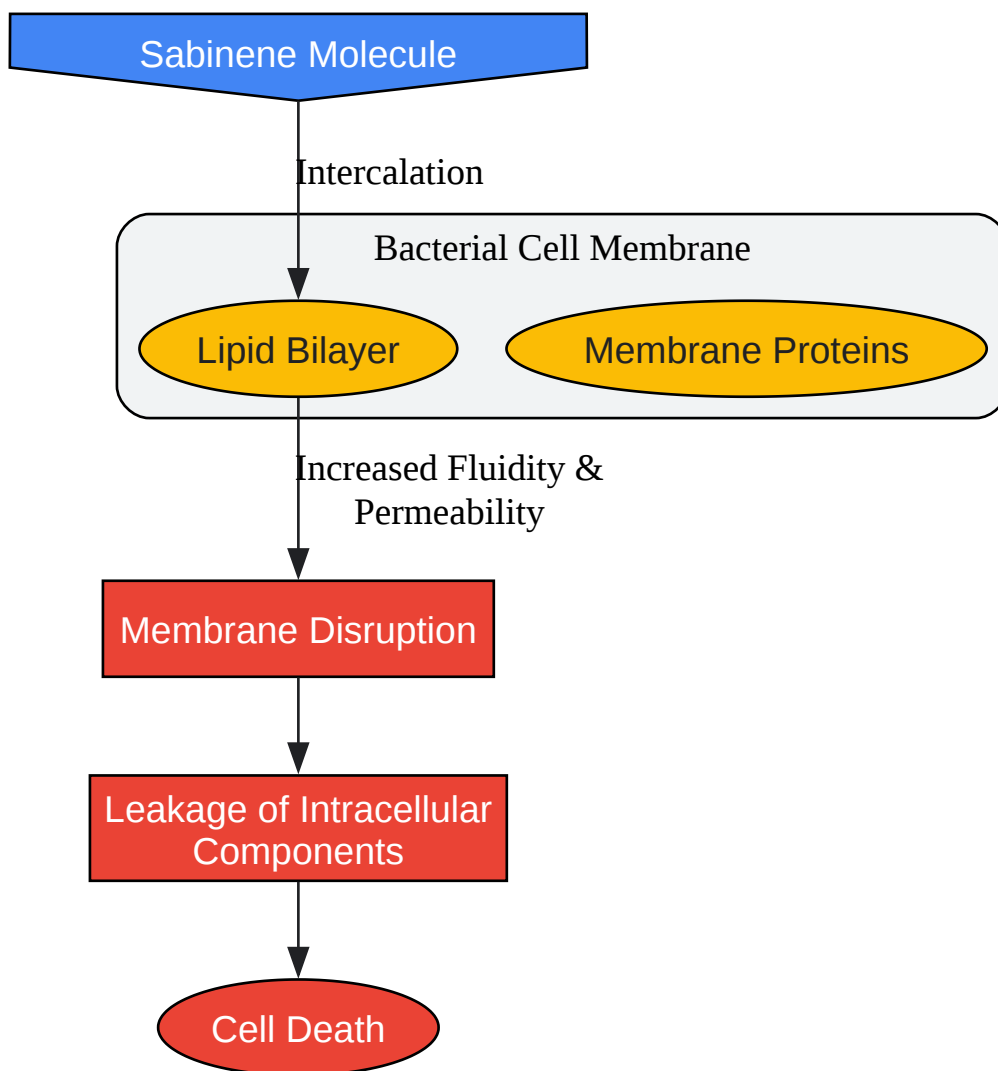 Sabinene Molecule
Intercalation
Bacterial Cell Membrane
Lipid Bilayer
Membrane Proteins
Increased Fluidity &
Permeability
Membrane Disruption
Leakage of Intracellular
Components
Cell Death